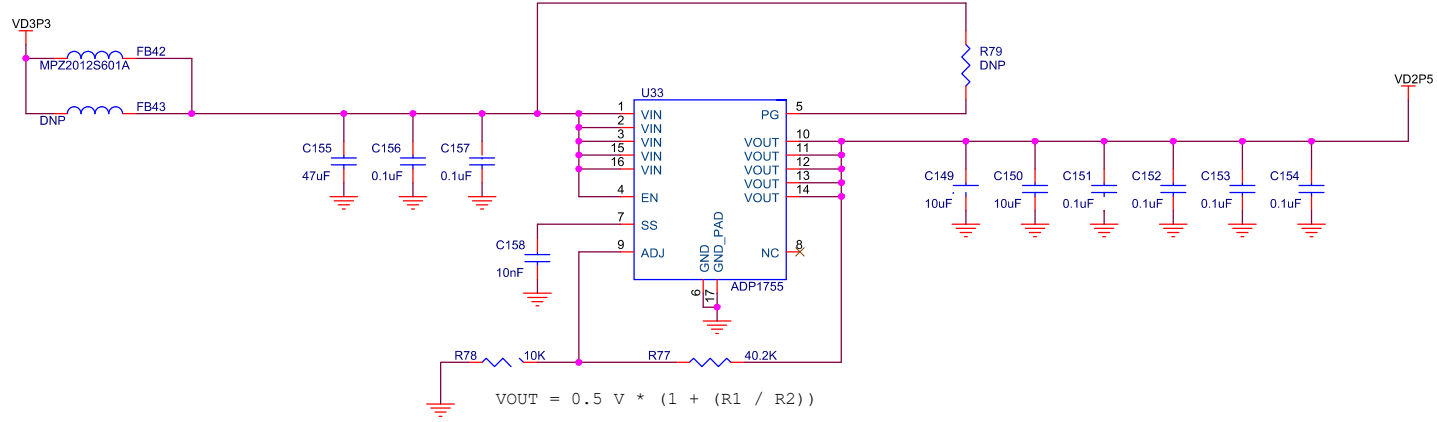 VD3P3
FB42
MPZ2012S601A
FB43
DNP
R79
DNP
VD2P5
U33
1 VIN
2 VIN
3 VIN
15 VIN
16 VIN
4 EN
7 SS
9 ADJ
PG 5
VOUT 10
VOUT 11
VOUT 12
VOUT 13
VOUT 14
NC 8
GND
GND_PAD
6
17
ADP1755
C155
47uF
C156
0.1uF
C157
0.1uF
C158
10nF
C149
10uF
C150
10uF
C151
0.1uF
C152
0.1uF
C153
0.1uF
C154
0.1uF
R78
10K
R77
40.2K
VOUT = 0.5 V * (1 + (R1 / R2))